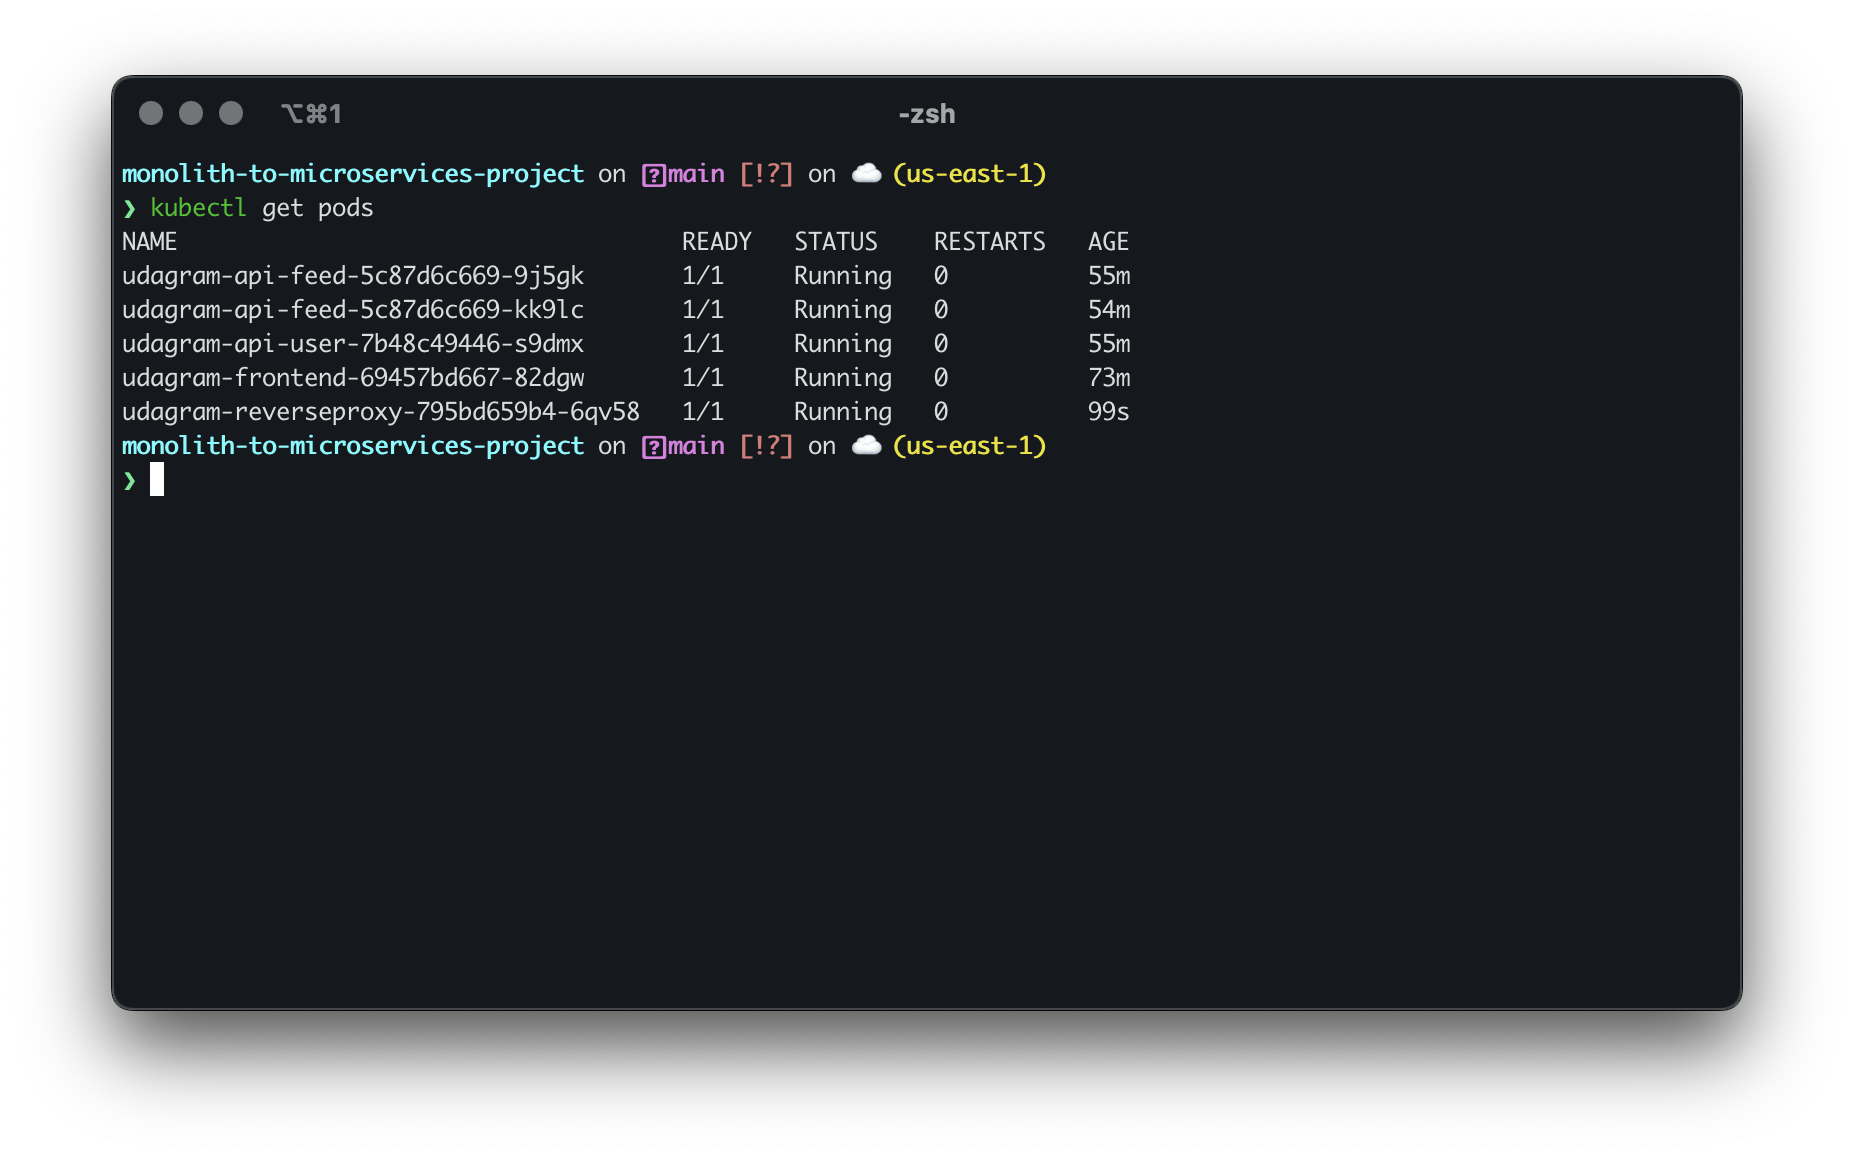 ⌥⌘1 -zsh
monolith-to-microservices-project on ?main [!?] on ☁️ (us-east-1)
❯ kubectl get pods
NAME READY STATUS RESTARTS AGE
udagram-api-feed-5c87d6c669-9j5gk 1/1 Running 0 55m
udagram-api-feed-5c87d6c669-kk9lc 1/1 Running 0 54m
udagram-api-user-7b48c49446-s9dmx 1/1 Running 0 55m
udagram-frontend-69457bd667-82dgw 1/1 Running 0 73m
udagram-reverseproxy-795bd659b4-6qv58 1/1 Running 0 99s
monolith-to-microservices-project on ?main [!?] on ☁️ (us-east-1)
❯